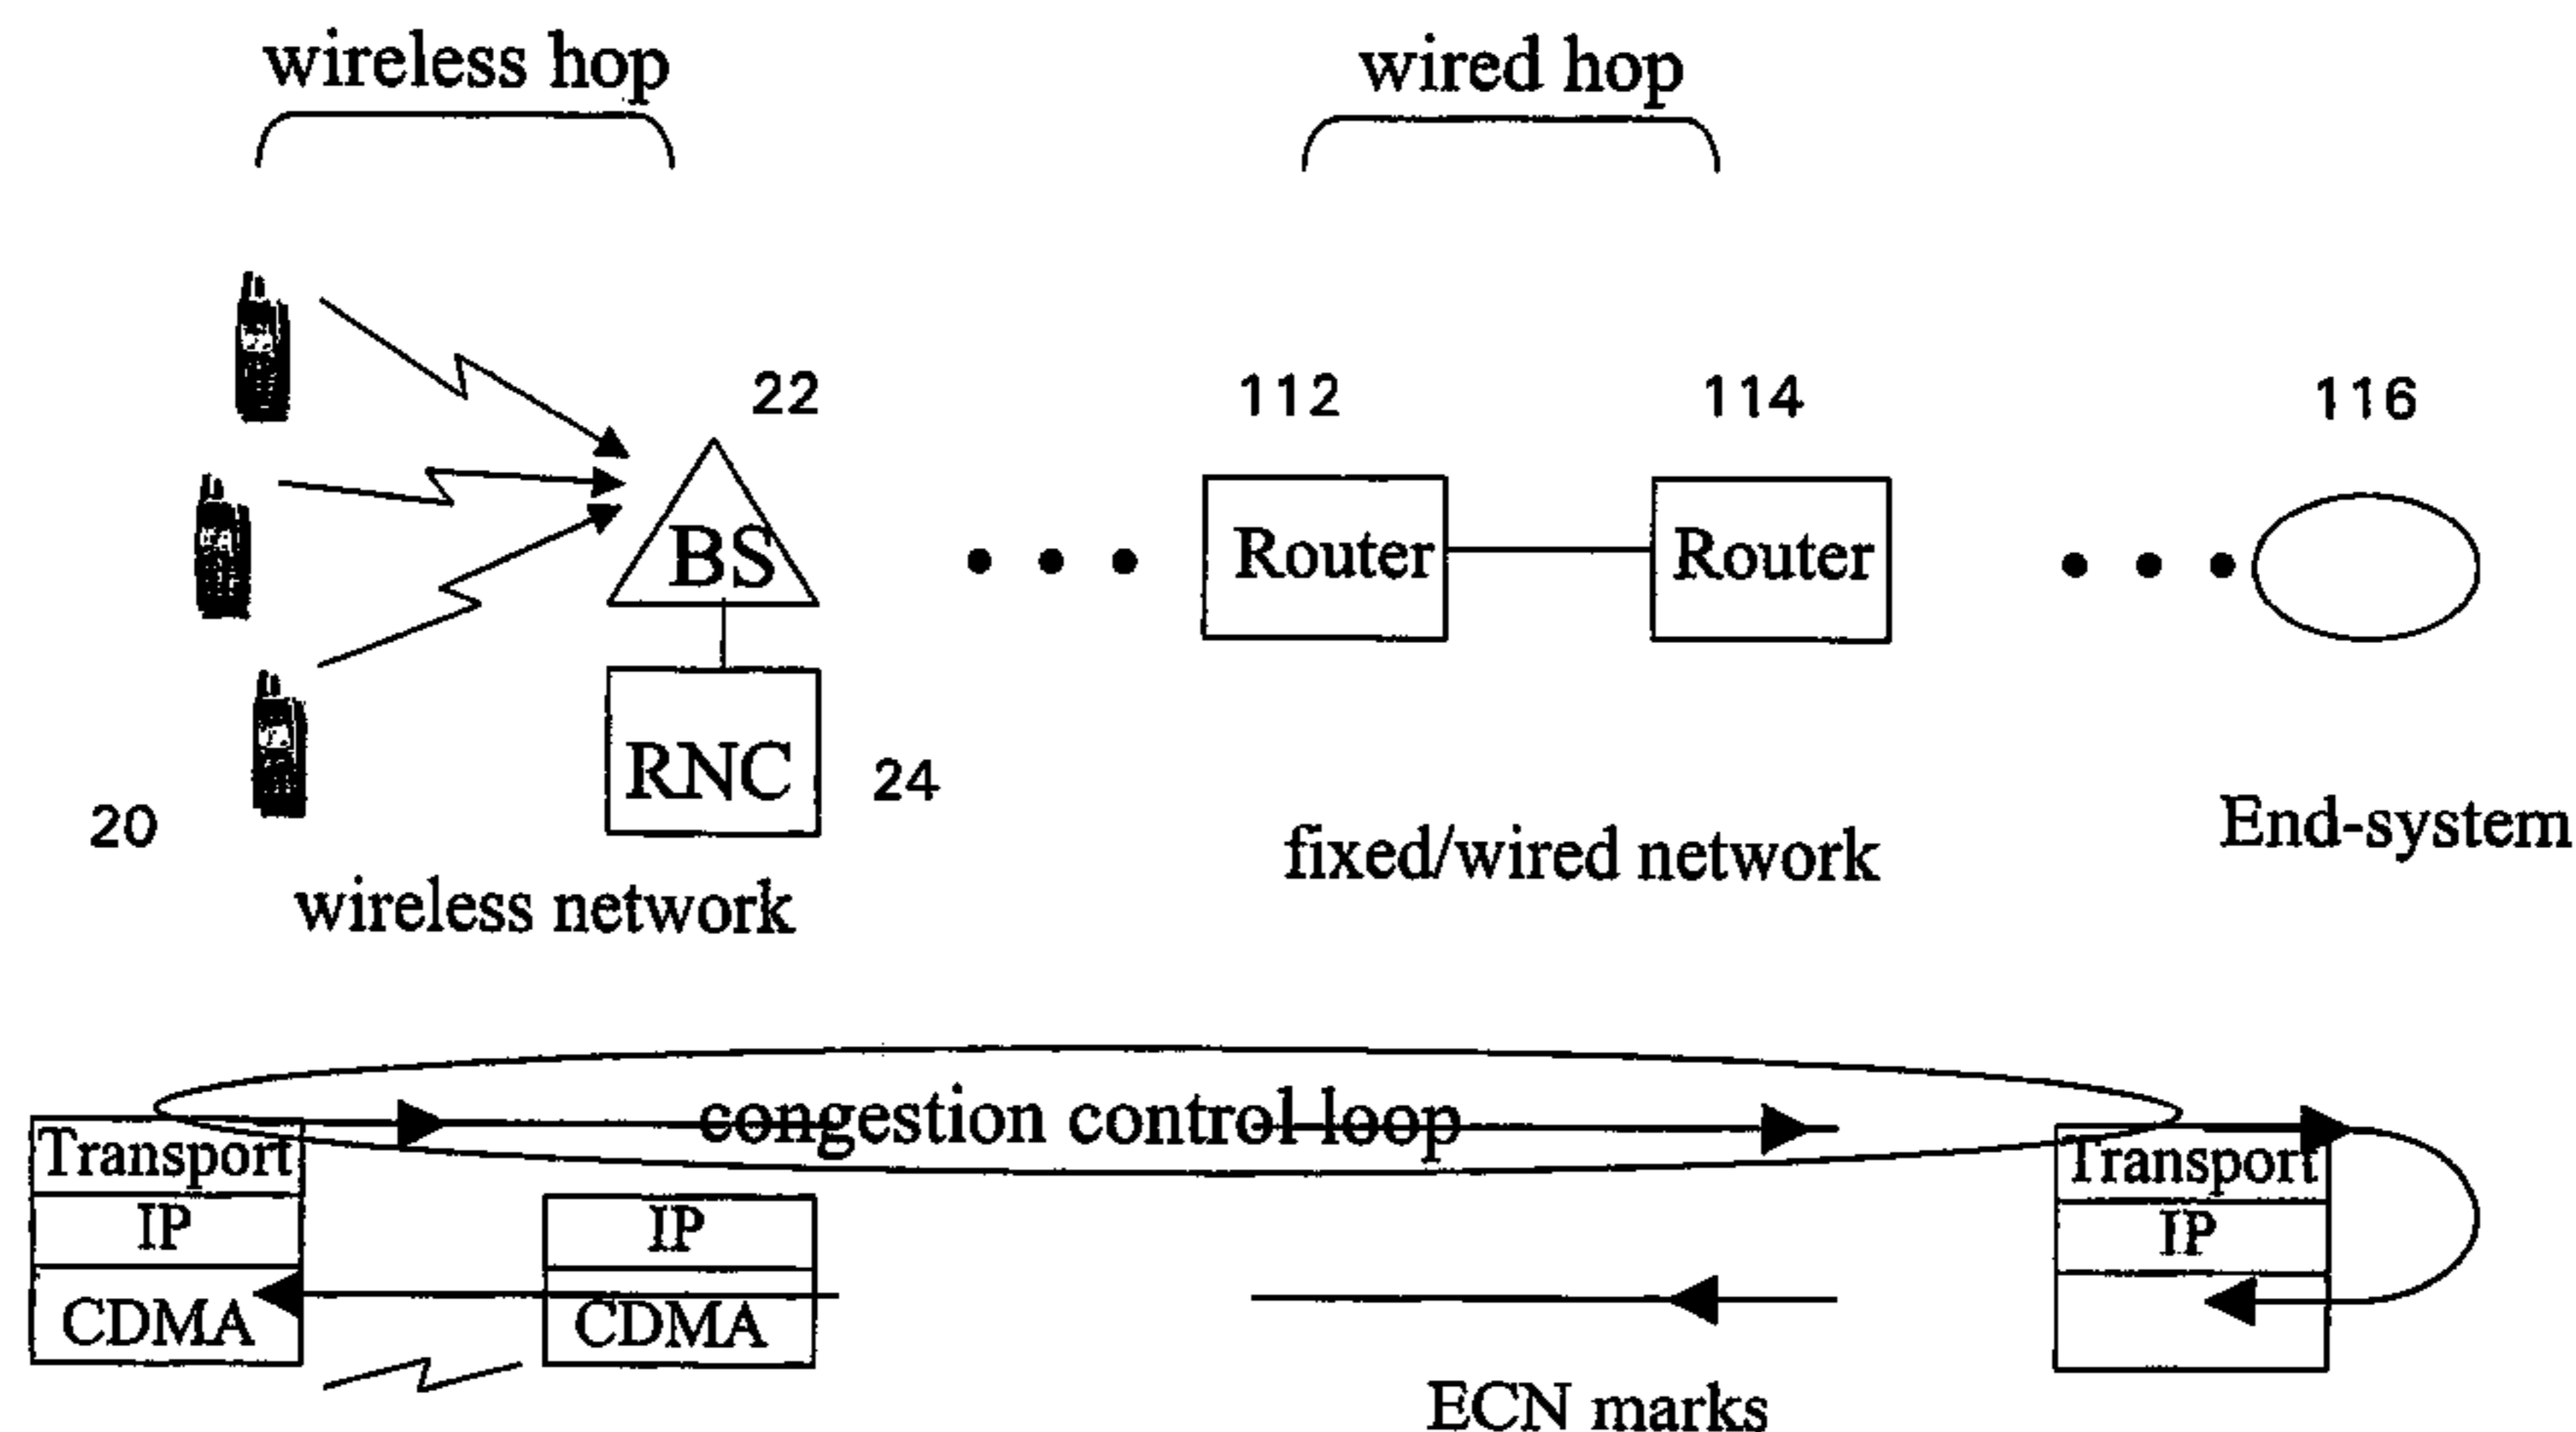 wireless hop
wired hop
22
112
114
116
BS
Router
Router
RNC
24
20
End-system
fixed/wired network
wireless network
congestion control loop
Transport
Transport
IP
IP
IP
CDMA
CDMA
ECN marks